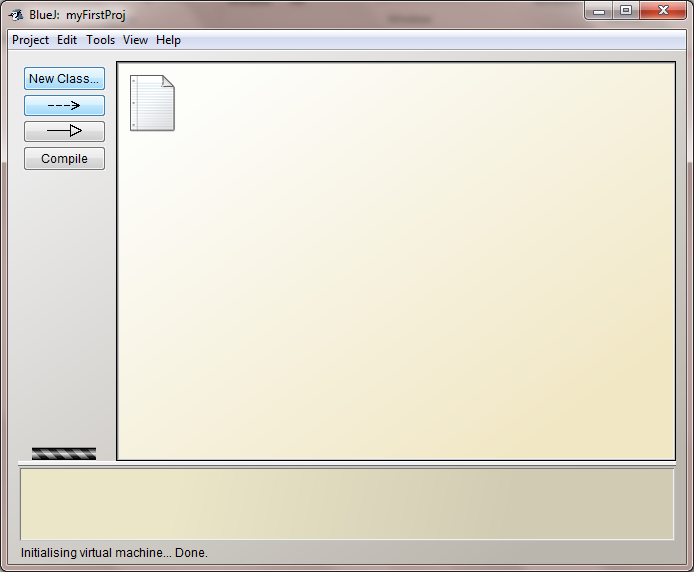 BlueJ: myFirstProj
Project Edit Tools View Help
New Class...
Compile
Initialising virtual machine... Done.